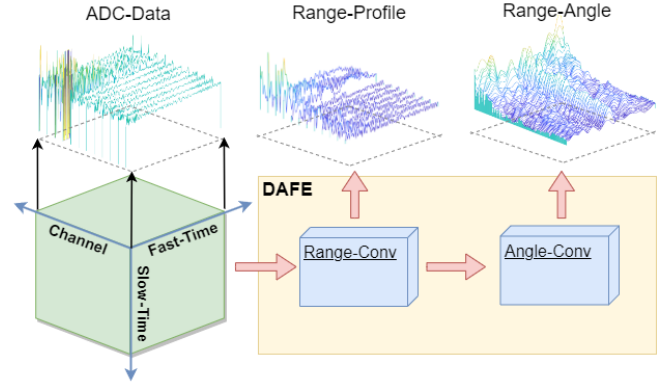 ADC-Data
Range-Profile
Range-Angle
DAFE
Channel
Fast-Time
Slow-Time
Range-Conv
Angle-Conv